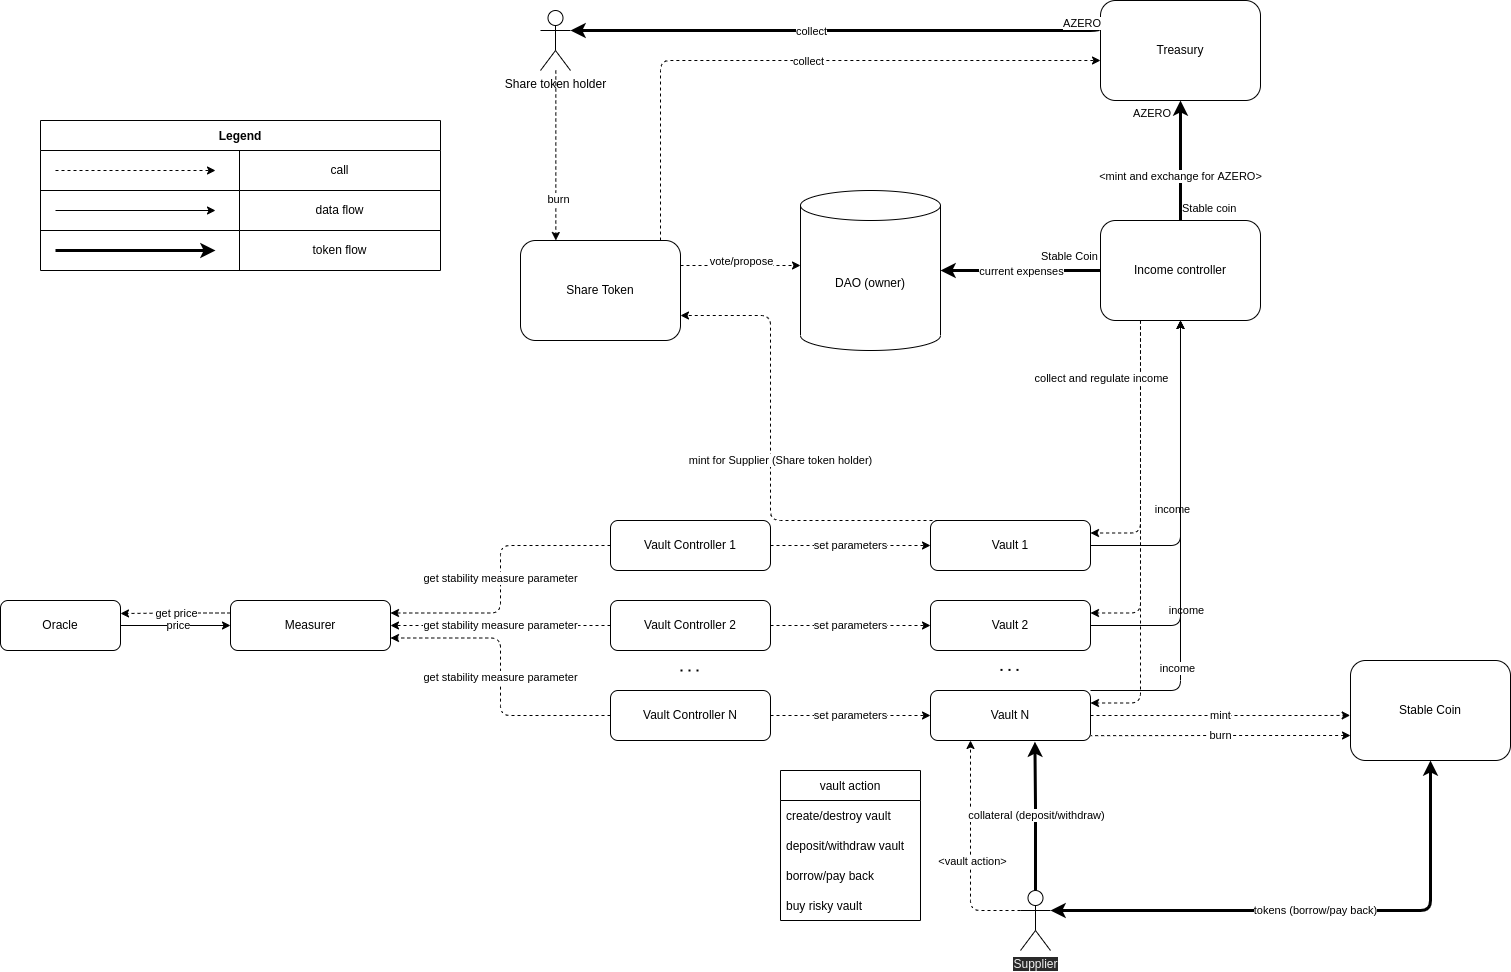 AZERO
collect
Treasury
collect
Share token holder
AZERO
Legend
call
data flow
token flow
<mint and exchange for AZERO>
burn
Stable coin
Share Token
vote/propose
DAO (owner)
Stable Coin
current expenses
Income controller
collect and regulate income
mint for Supplier (Share token holder)
income
Vault Controller 1
set parameters
Vault 1
get stability measure parameter
Oracle
get price
price
Measurer
get stability measure parameter
Vault Controller 2
set parameters
Vault 2
income
...
...
income
get stability measure parameter
Vault Controller N
set parameters
Vault N
mint
burn
Stable Coin
vault action
create/destroy vault
deposit/withdraw vault
borrow/pay back
buy risky vault
collateral (deposit/withdraw)
<vault action>
tokens (borrow/pay back)
Supplier